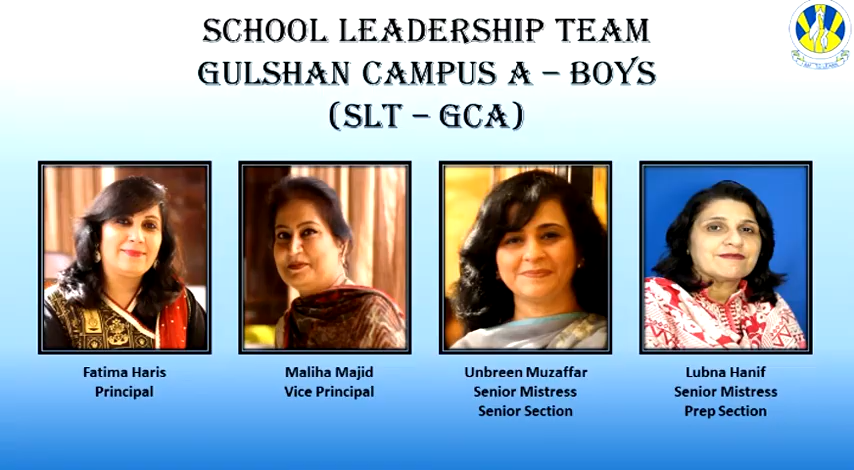 SCHOOL LEADERSHIP TEAM
GULSHAN CAMPUS A – BOYS
(SLT – GCA)
Fatima Haris
Principal
Maliha Majid
Vice Principal
Unbreen Muzaffar
Senior Mistress
Senior Section
Lubna Hanif
Senior Mistress
Prep Section